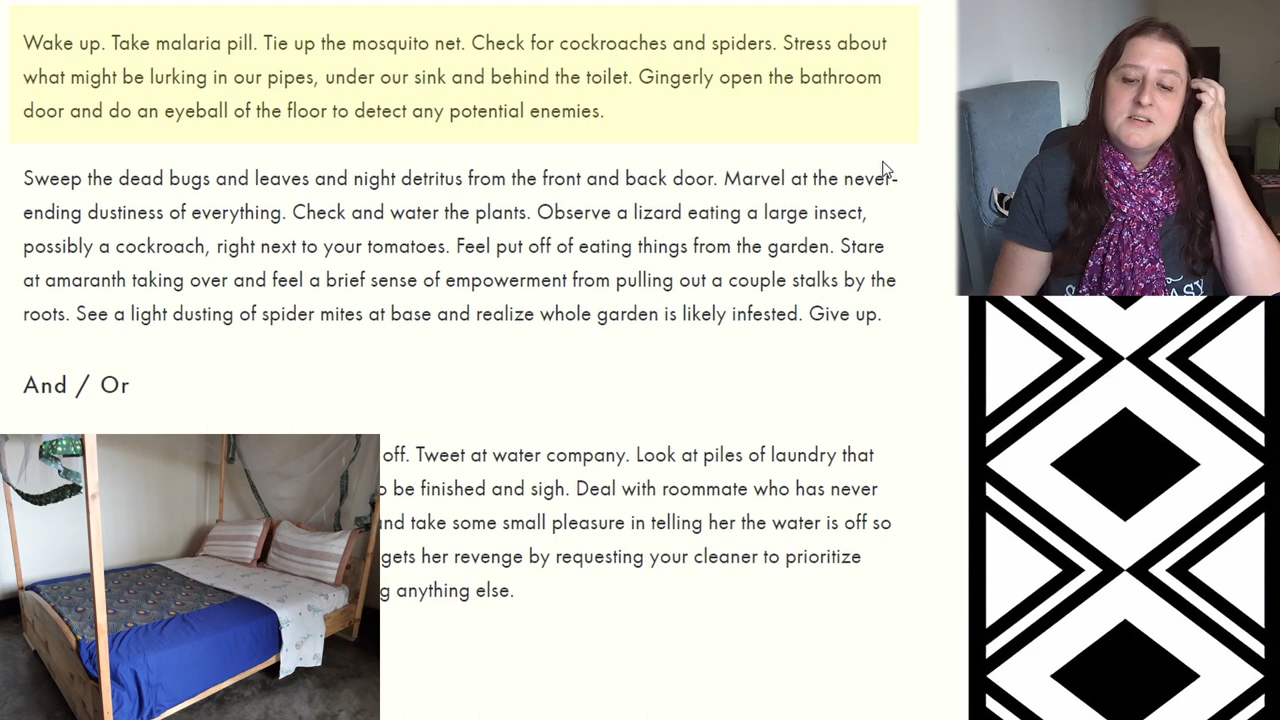 Wake up. Take malaria pill. Tie up the mosquito net. Check for cockroaches and spiders. Stress about
what might be lurking in our pipes, under our sink and behind the toilet. Gingerly open the bathroom
door and do an eyeball of the floor to detect any potential enemies.
Sweep the dead bugs and leaves and night detritus from the front and back door. Marvel at the never-
ending dustiness of everything. Check and water the plants. Observe a lizard eating a large insect,
possibly a cockroach, right next to your tomatoes. Feel put off of eating things from the garden. Stare
at amaranth taking over and feel a brief sense of empowerment from pulling out a couple stalks by the
roots. See a light dusting of spider mites at base and realize whole garden is likely infested. Give up.
And / Or
off. Tweet at water company. Look at piles of laundry that
be finished and sigh. Deal with roommate who has never
and take some small pleasure in telling her the water is off so
gets her revenge by requesting your cleaner to prioritize
anything else.